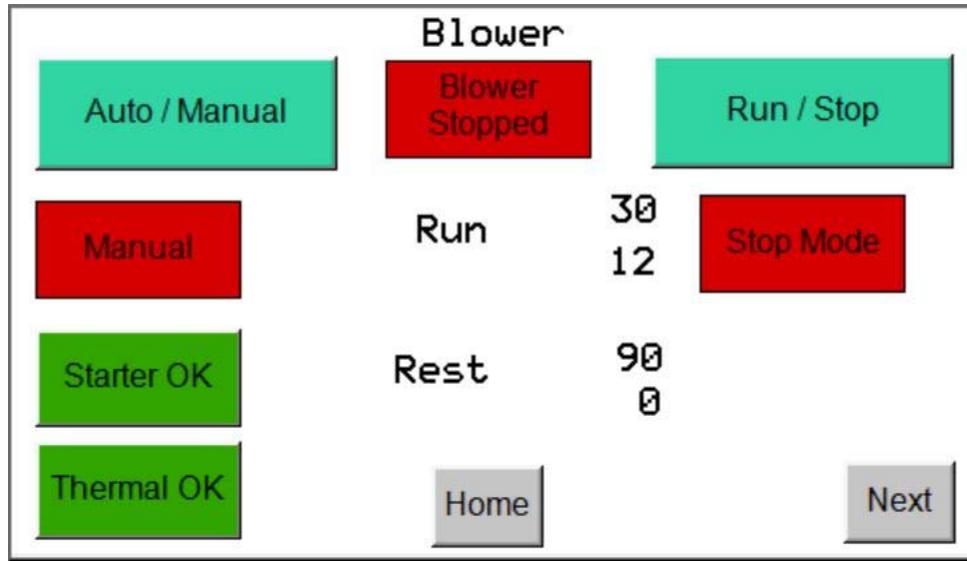 Blower
Auto / Manual
Blower
Stopped
Run / Stop
Manual
Run
30
12
Stop Mode
Starter OK
Rest
90
0
Thermal OK
Home
Next